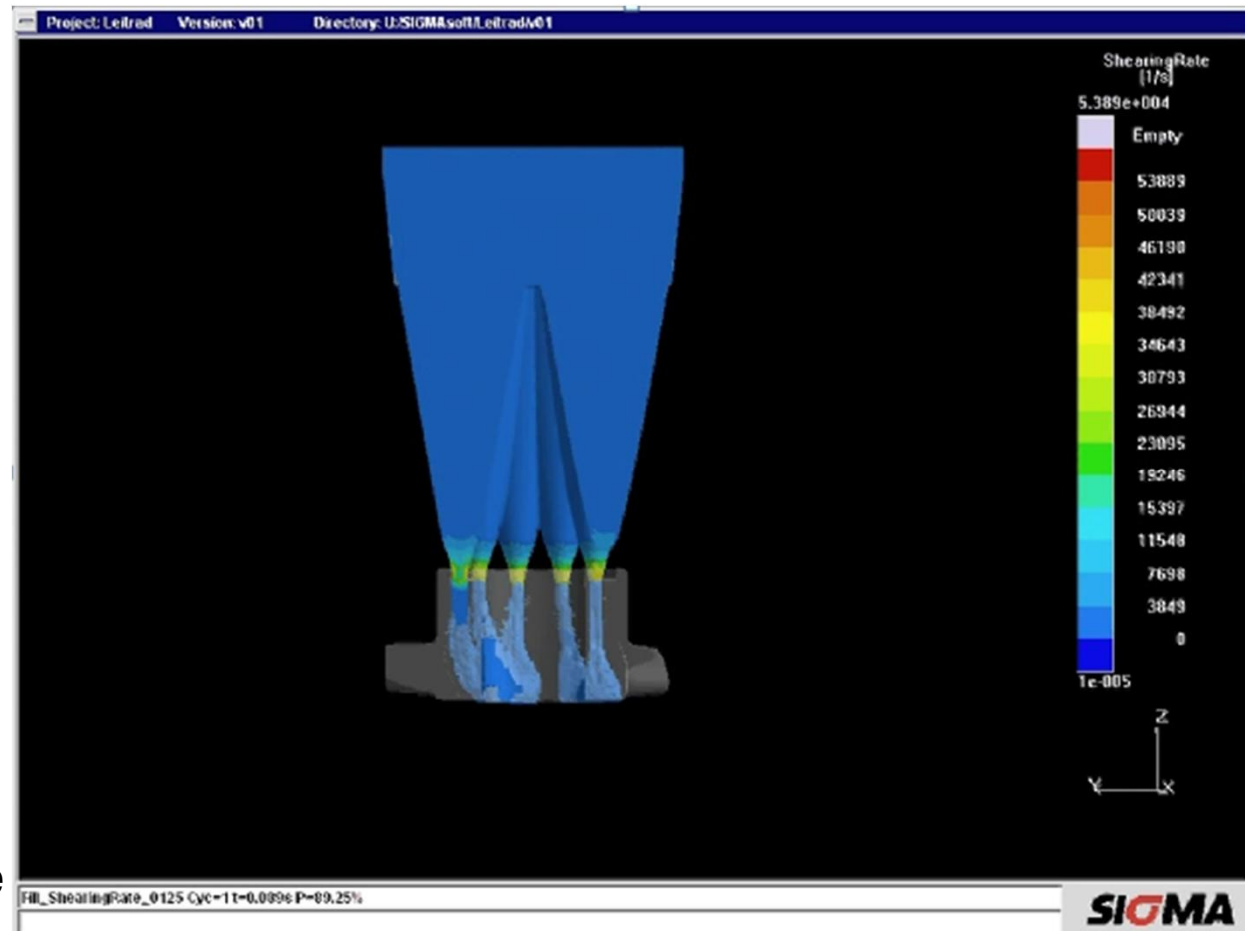 Project: Leitrad Version: v01 Directory: U:/SIGMAsoft/Leitrad/v01
ShearingRate
[1/s]
5.389e+004
Empty
53889
50039
46190
42341
38492
34643
30793
26944
23095
19246
15397
11548
7698
3849
0
1e-005
Z
Y
X
e
Fill_ShearingRate_0125 Cyc=1 t=0.089s P=89.25%
SIGMA